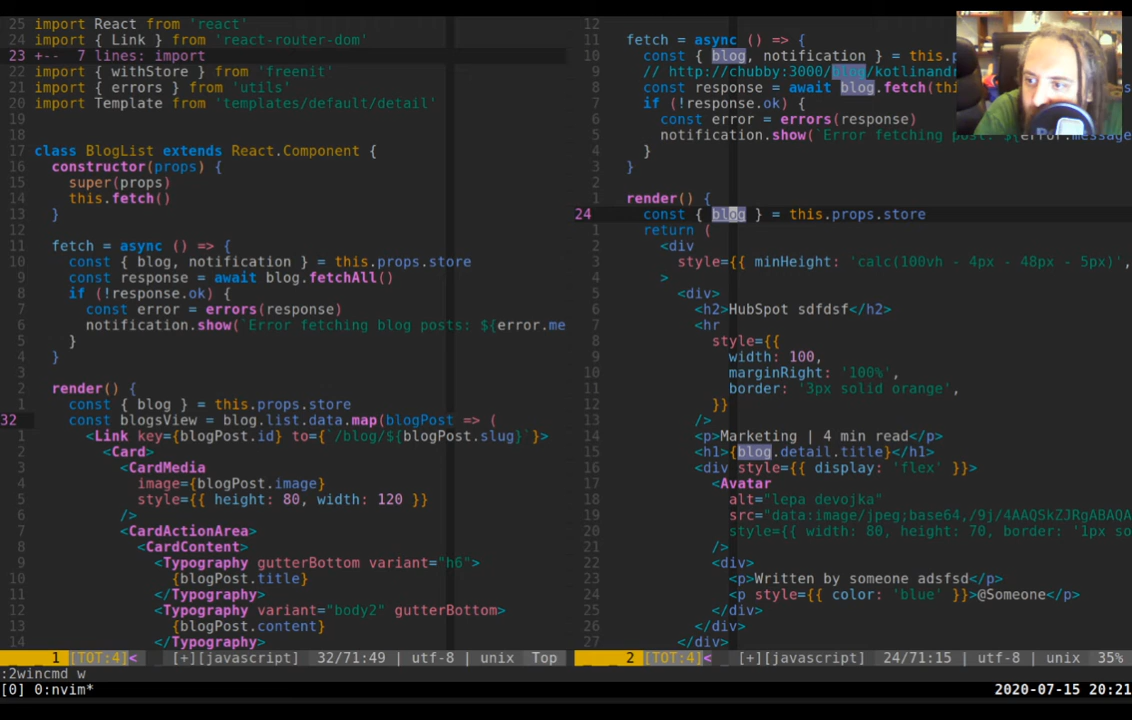 25 import React from 'react'
24 import { Link } from 'react-router-dom'
23 +-- 7 lines: import
22 import { withStore } from 'freenit'
21 import { errors } from 'utils'
20 import Template from 'templates/default/detail'
19
18
17 class BlogList extends React.Component {
16 constructor(props) {
15 super(props)
14 this.fetch()
13 }
12
11 fetch = async () => {
10 const { blog, notification } = this.props.store
9 const response = await blog.fetchAll()
8 if (!response.ok) {
7 const error = errors(response)
6 notification.show(`Error fetching blog posts: ${error.me
5 }
4 }
3
2 render() {
1 const { blog } = this.props.store
32 const blogsView = blog.list.data.map(blogPost => (
1 <Link key={blogPost.id} to={`/blog/${blogPost.slug}`}>
2 <Card>
3 <CardMedia
4 image={blogPost.image}
5 style={{ height: 80, width: 120 }}
6 />
7 <CardActionArea>
8 <CardContent>
9 <Typography gutterBottom variant="h6">
10 {blogPost.title}
11 </Typography>
12 <Typography variant="body2" gutterBottom>
13 {blogPost.content}
14 </Typography>
1 [TOT:4]< _ [+][javascript] 32/71:49 | utf-8 | unix Top
12
11 fetch = async () => {
10 const { blog, notification } = this.p
9 // http://chubby:3000/blog/kotlinandr
8 const response = await blog.fetch(th
7 if (!response.ok) {
6 const error = errors(response)
5 notification.show(`Error fetching post: ${error.message
4 }
3 }
2
1 render() {
24 const { blog } = this.props.store
1 return (
2 <div
3 style={{ minHeight: 'calc(100vh - 4px - 48px - 5px)',
4 >
5 <div>
6 <h2>HubSpot sdfdsf</h2>
7 <hr
8 style={{
9 width: 100,
10 marginRight: '100%',
11 border: '3px solid orange',
12 }}
13 />
14 <p>Marketing | 4 min read</p>
15 <h1>{blog.detail.title}</h1>
16 <div style={{ display: 'flex' }}>
17 <Avatar
18 alt="lepa devojka"
19 src="data:image/jpeg;base64,/9j/4AAQSkZJRgABAQA
20 style={{ width: 80, height: 70, border: '1px so
21 />
22 <div>
23 <p>Written by someone adsfsd</p>
24 <p style={{ color: 'blue' }}>@Someone</p>
25 </div>
26 </div>
27 </div>
2 [TOT:4]< _ [+][javascript] 24/71:15 | utf-8 | unix 35%
:2wincmd w
[0] 0:nvim* 2020-07-15 20:21